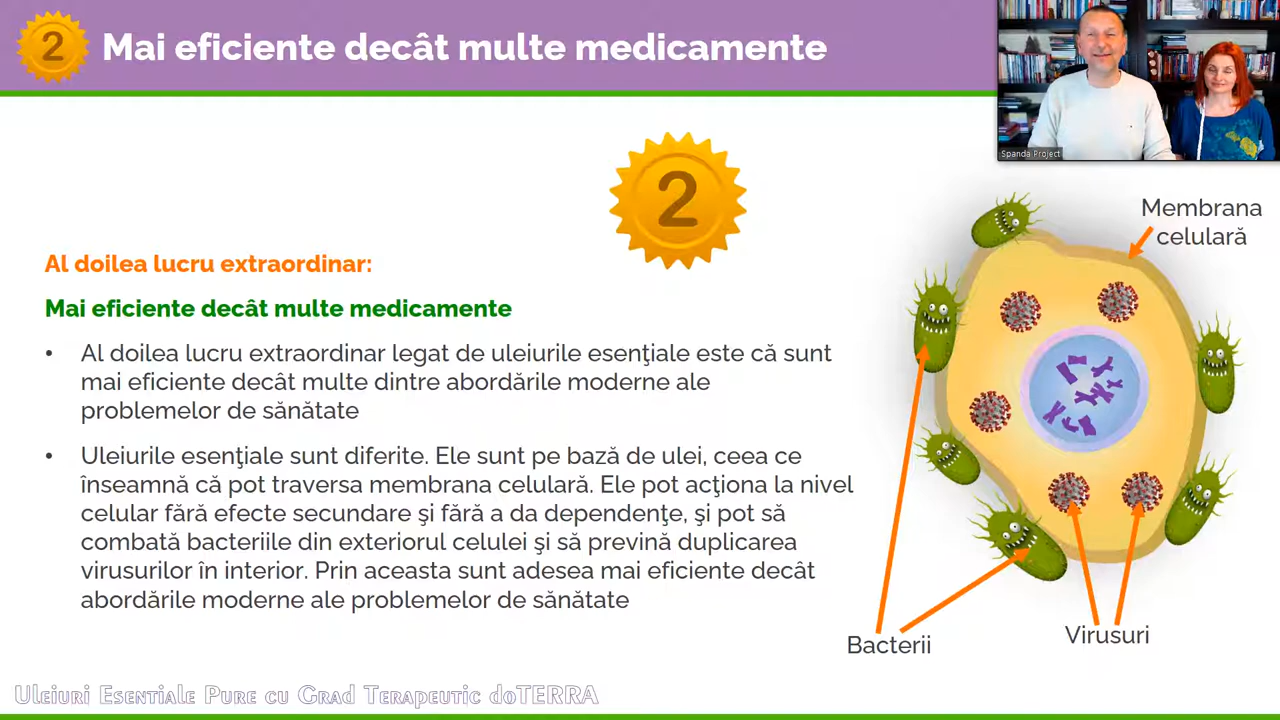 2
Mai eficiente decât multe medicamente
Spanda Project
2
Membrana
celulară
Al doilea lucru extraordinar:
Mai eficiente decât multe medicamente
• Al doilea lucru extraordinar legat de uleiurile esenţiale este că sunt
mai eficiente decât multe dintre abordările moderne ale
problemelor de sănătate
• Uleiurile esenţiale sunt diferite. Ele sunt pe bază de ulei, ceea ce
înseamnă că pot traversa membrana celulară. Ele pot acţiona la nivel
celular fără efecte secundare şi fără a da dependenţe, şi pot să
combată bacteriile din exteriorul celulei şi să prevină duplicarea
virusurilor în interior. Prin aceasta sunt adesea mai eficiente decât
abordările moderne ale problemelor de sănătate
Bacterii
Virusuri
Uleiuri Esentiale Pure cu Grad Terapeutic doTERRA